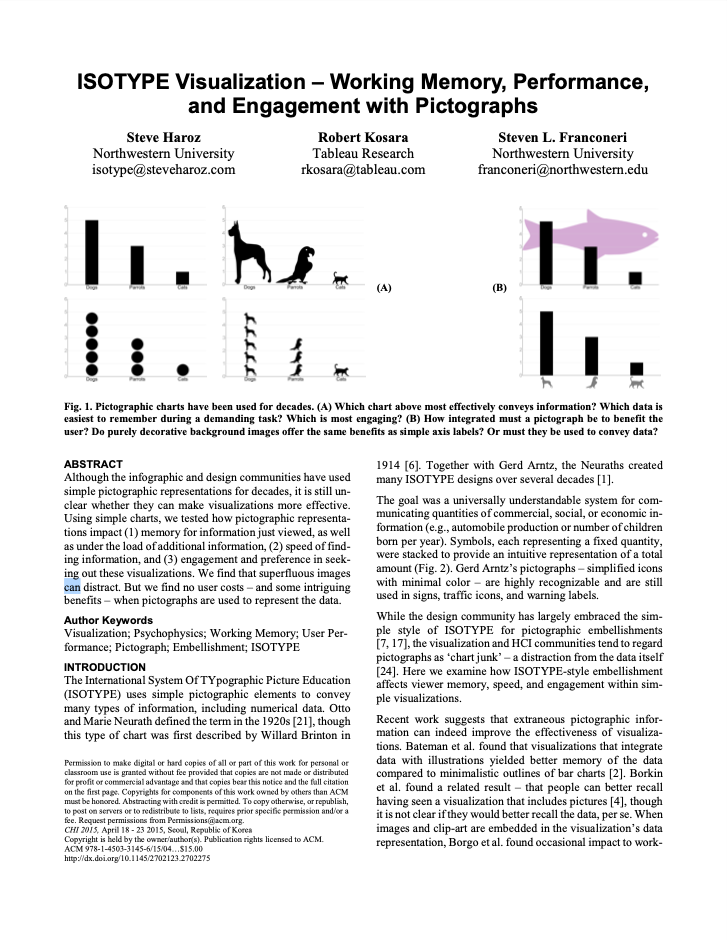 ISOTYPE Visualization – Working Memory, Performance,
and Engagement with Pictographs
Steve Haroz
Northwestern University
isotype@steveharoz.com
Robert Kosara
Tableau Research
rkosara@tableau.com
Steven L. Franconeri
Northwestern University
franconeri@northwestern.edu
Dogs Parrots Cats
Dogs Parrots Cats
(A)
(B)
Dogs Parrots Cats
Dogs Parrots Cats
Dogs Parrots Cats
Fig. 1. Pictographic charts have been used for decades. (A) Which chart above most effectively conveys information? Which data is
easiest to remember during a demanding task? Which is most engaging? (B) How integrated must a pictograph be to benefit the
user? Do purely decorative background images offer the same benefits as simple axis labels? Or must they be used to convey data?
ABSTRACT
Although the infographic and design communities have used
simple pictographic representations for decades, it is still un-
clear whether they can make visualizations more effective.
Using simple charts, we tested how pictographic representa-
tions impact (1) memory for information just viewed, as well
as under the load of additional information, (2) speed of find-
ing information, and (3) engagement and preference in seek-
ing out these visualizations. We find that superfluous images
can distract. But we find no user costs – and some intriguing
benefits – when pictographs are used to represent the data.
Author Keywords
Visualization; Psychophysics; Working Memory; User Per-
formance; Pictograph; Embellishment; ISOTYPE
INTRODUCTION
The International System Of TYpographic Picture Education
(ISOTYPE) uses simple pictographic elements to convey
many types of information, including numerical data. Otto
and Marie Neurath defined the term in the 1920s [21], though
this type of chart was first described by Willard Brinton in
Permission to make digital or hard copies of all or part of this work for personal or
classroom use is granted without fee provided that copies are not made or distributed
for profit or commercial advantage and that copies bear this notice and the full citation
on the first page. Copyrights for components of this work owned by others than ACM
must be honored. Abstracting with credit is permitted. To copy otherwise, or republish,
to post on servers or to redistribute to lists, requires prior specific permission and/or a
fee. Request permissions from Permissions@acm.org.
CHI 2015, April 18 - 23 2015, Seoul, Republic of Korea
Copyright is held by the owner/author(s). Publication rights licensed to ACM.
ACM 978-1-4503-3145-6/15/04…$15.00
http://dx.doi.org/10.1145/2702123.2702275
1914 [6]. Together with Gerd Arntz, the Neuraths created
many ISOTYPE designs over several decades [1].
The goal was a universally understandable system for com-
municating quantities of commercial, social, or economic in-
formation (e.g., automobile production or number of children
born per year). Symbols, each representing a fixed quantity,
were stacked to provide an intuitive representation of a total
amount (Fig. 2). Gerd Arntz's pictographs – simplified icons
with minimal color – are highly recognizable and are still
used in signs, traffic icons, and warning labels.
While the design community has largely embraced the sim-
ple style of ISOTYPE for pictographic embellishments
[7, 17], the visualization and HCI communities tend to regard
pictographs as ‘chart junk’ – a distraction from the data itself
[24]. Here we examine how ISOTYPE-style embellishment
affects viewer memory, speed, and engagement within sim-
ple visualizations.
Recent work suggests that extraneous pictographic infor-
mation can indeed improve the effectiveness of visualiza-
tions. Bateman et al. found that visualizations that integrate
data with illustrations yielded better memory of the data
compared to minimalistic outlines of bar charts [2]. Borkin
et al. found a related result – that people can better recall
having seen a visualization that includes pictures [4], though
it is not clear if they would better recall the data, per se. When
images and clip-art are embedded in the visualization's data
representation, Borgo et al. found occasional impact to work-